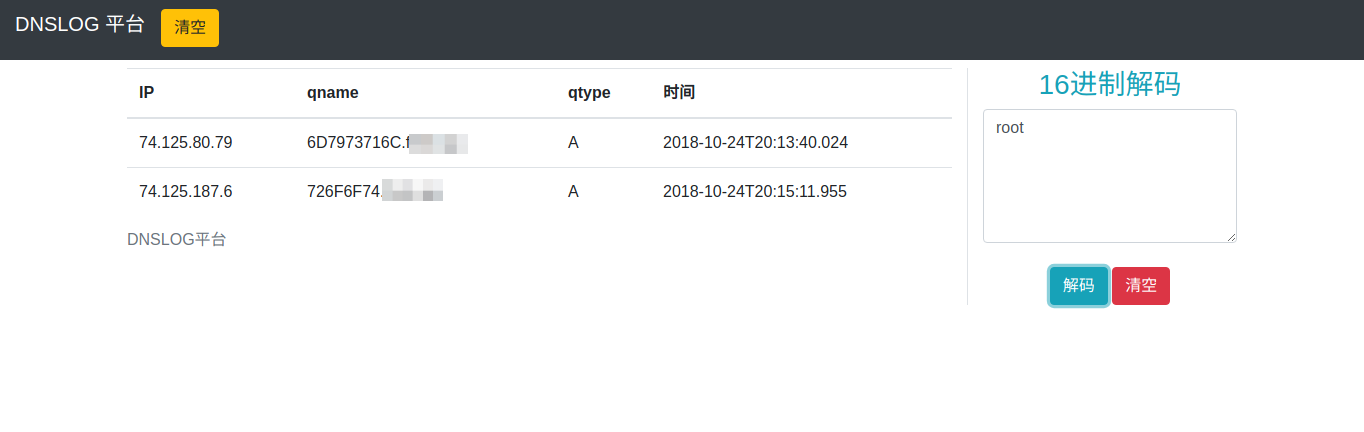 DNSLOG 平台 清空
IP qname qtype 时间
74.125.80.79 6D7973716C. A 2018-10-24T20:13:40.024
74.125.187.6 726F6F74. A 2018-10-24T20:15:11.955
DNSLOG平台
16进制解码
root
解码 清空